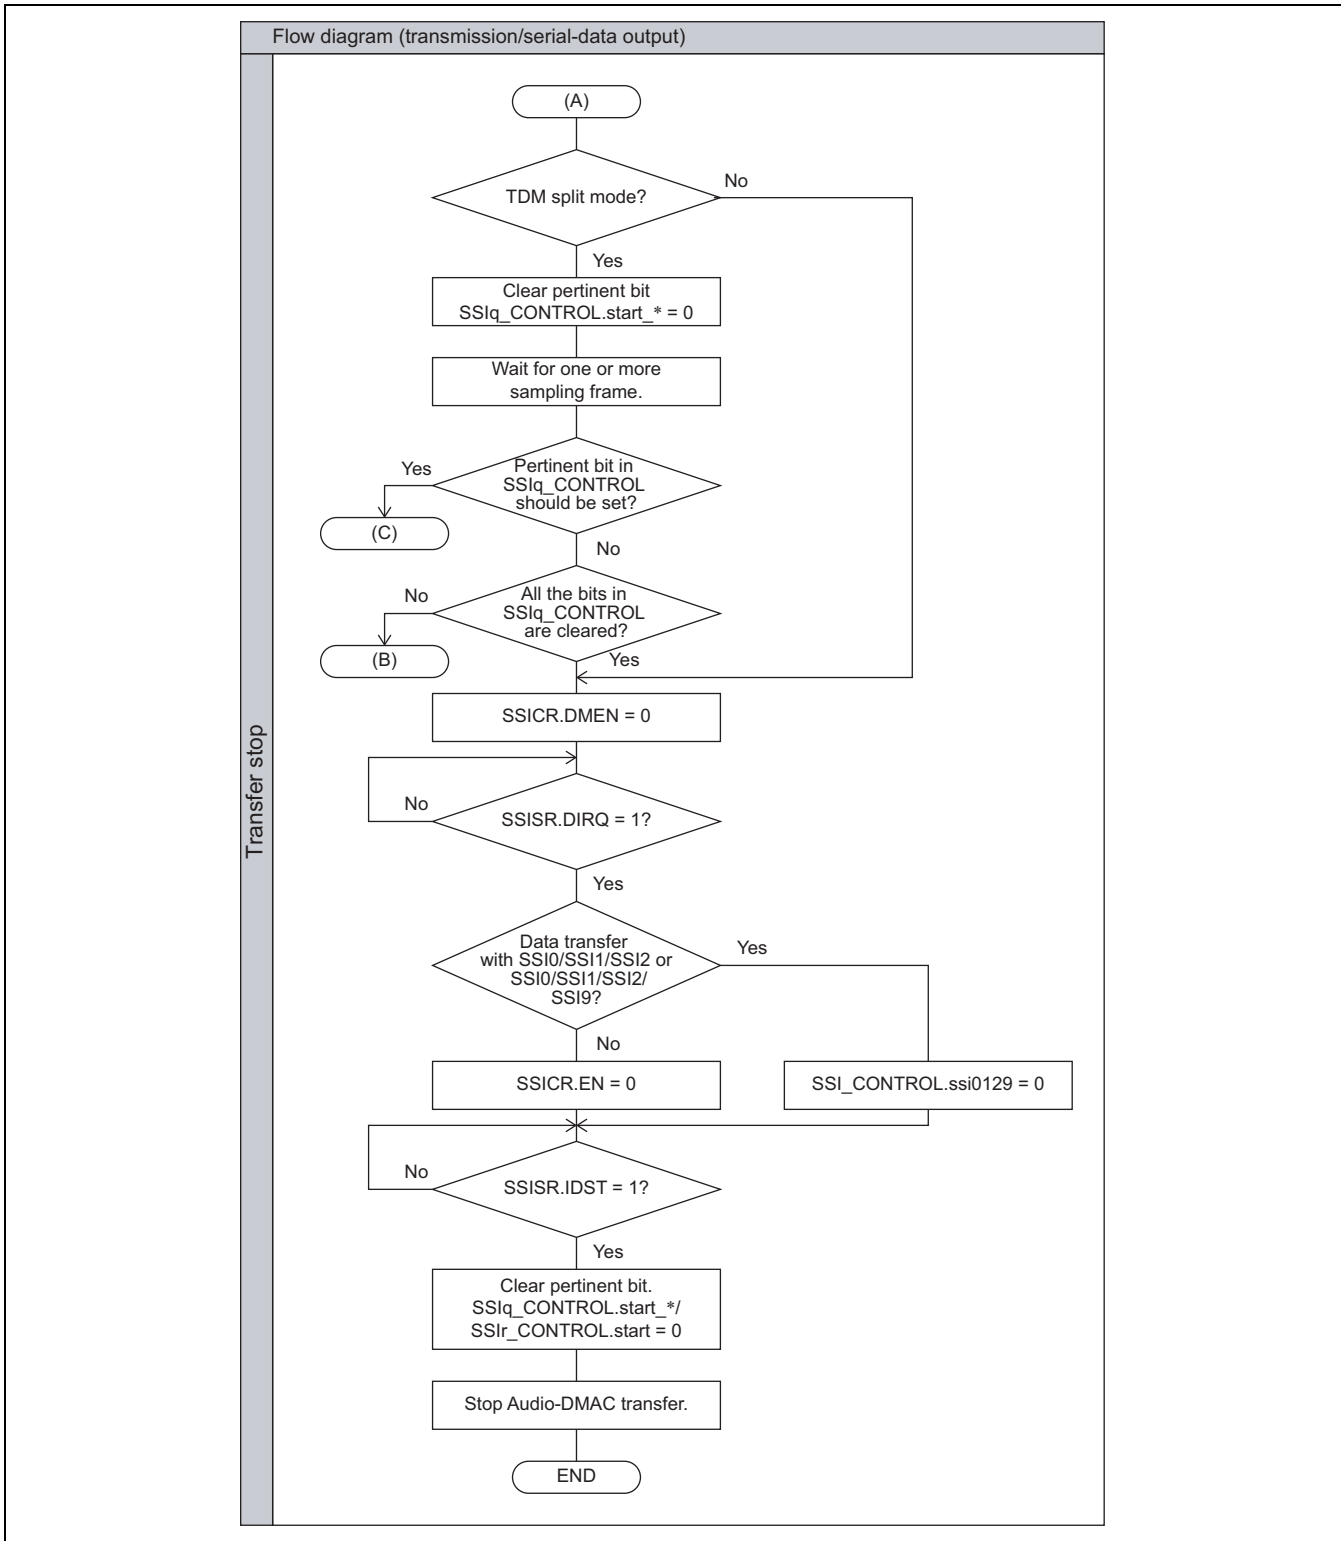 Flow diagram (transmission/serial-data output)
Transfer stop
(A)
TDM split mode?
No
Yes
Clear pertinent bit
SSIq_CONTROL.start_* = 0
Wait for one or more
sampling frame.
Pertinent bit in
SSIq_CONTROL
should be set?
Yes
(C)
No
All the bits in
SSIq_CONTROL
are cleared?
No
(B)
Yes
SSICR.DMEN = 0
SSISR.DIRQ = 1?
No
Yes
Data transfer
with SSI0/SSI1/SSI2 or
SSI0/SSI1/SSI2/
SSI9?
Yes
No
SSICR.EN = 0
SSI_CONTROL.ssi0129 = 0
SSISR.IDST = 1?
No
Yes
Clear pertinent bit.
SSIq_CONTROL.start_*/
SSIr_CONTROL.start = 0
Stop Audio-DMAC transfer.
END